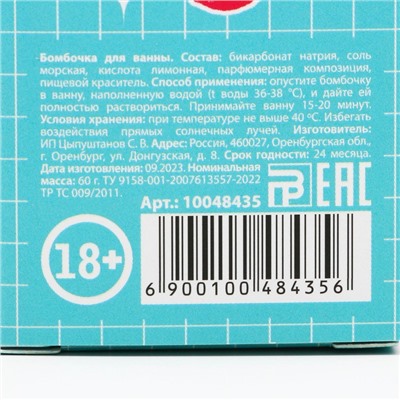 Бомбочка для ванны. Состав: бикарбонат натрия, соль
морская, кислота лимонная, парфюмерная композиция,
пищевой краситель. Способ применения: опустите бомбочку
в ванну, наполненную водой (t воды 36-38 °C), и дайте ей
полностью раствориться. Принимайте ванну 15-20 минут.
Условия хранения: при температуре не выше 40 ºC. Избегать
воздействия прямых солнечных лучей. Изготовитель:
ИП Цыпуштанов С. В. Адрес: Россия, 460027, Оренбургская обл.,
г. Оренбург, ул. Донгузская, д. 8. Срок годности: 24 месяца.
Дата изготовления: 09.2023. Номинальная
масса: 60 г. ТУ 9158-001-2007613557-2022
ТР ТС 009/2011.
EAC
Арт.: 10048435
18+
6 900100 484356